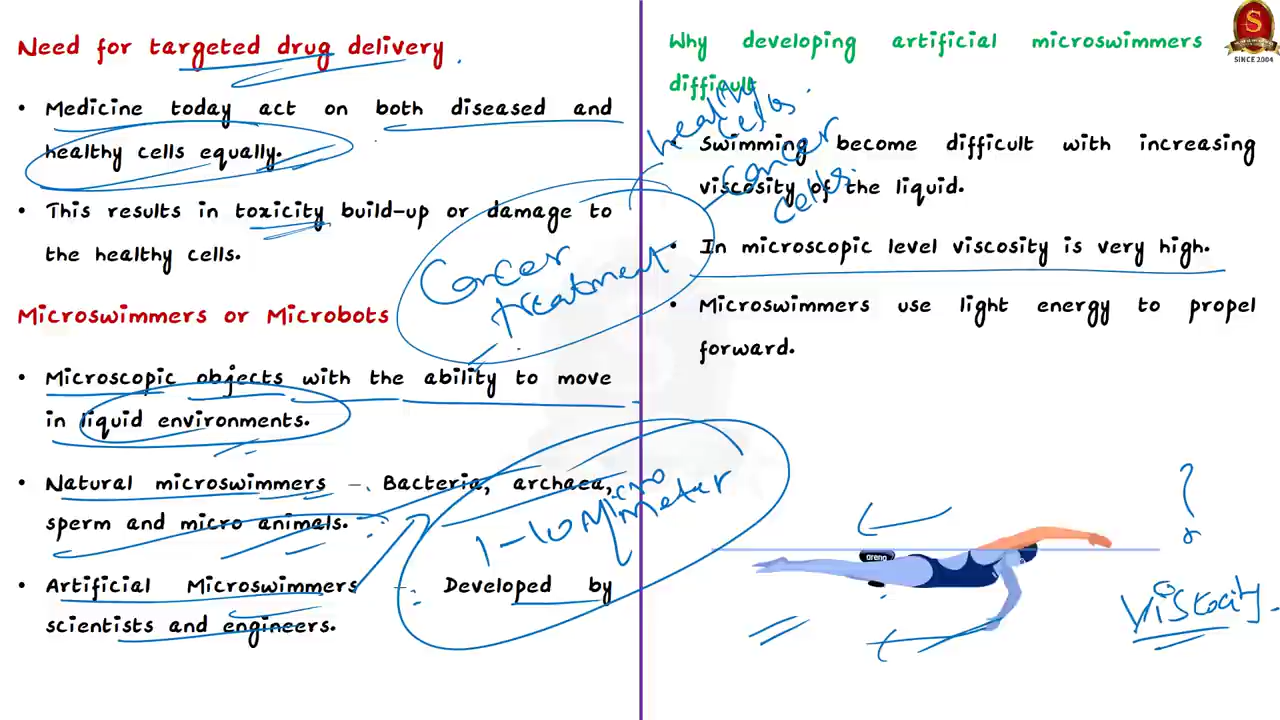 Need for targeted drug delivery
• Medicine today act on both diseased and
healthy cells equally.
• This results in toxicity build-up or damage to
the healthy cells.
Cancer
treatment
Microswimmers or Microbots
• Microscopic objects with the ability to move
in liquid environments.
• Natural microswimmers - Bacteria, archaea,
sperm and micro animals.
1-10 Micro
meter
• Artificial Microswimmers - Developed by
scientists and engineers.
Why developing artificial microswimmers
difficult
healthy
cells.
cancer
cells.
• Swimming become difficult with increasing
viscosity of the liquid.
• In microscopic level viscosity is very high.
• Microswimmers use light energy to propel
forward.
arena
?
Viscocity
S
SINCE 2004